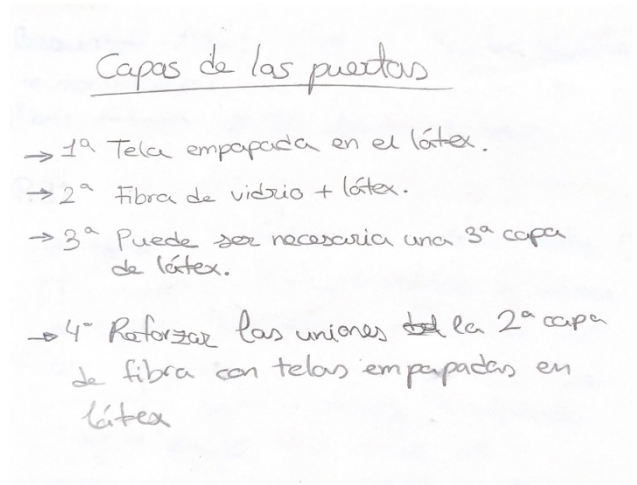 Capas de las puertas
→ 1ª Tela empapada en el látex.
→ 2ª Fibra de vidrio + látex.
→ 3ª Puede ser necesaria una 3ª capa
de látex.
→ 4- Reforzar las uniones la 2ª capa
de fibra con telas empapadas en
látex